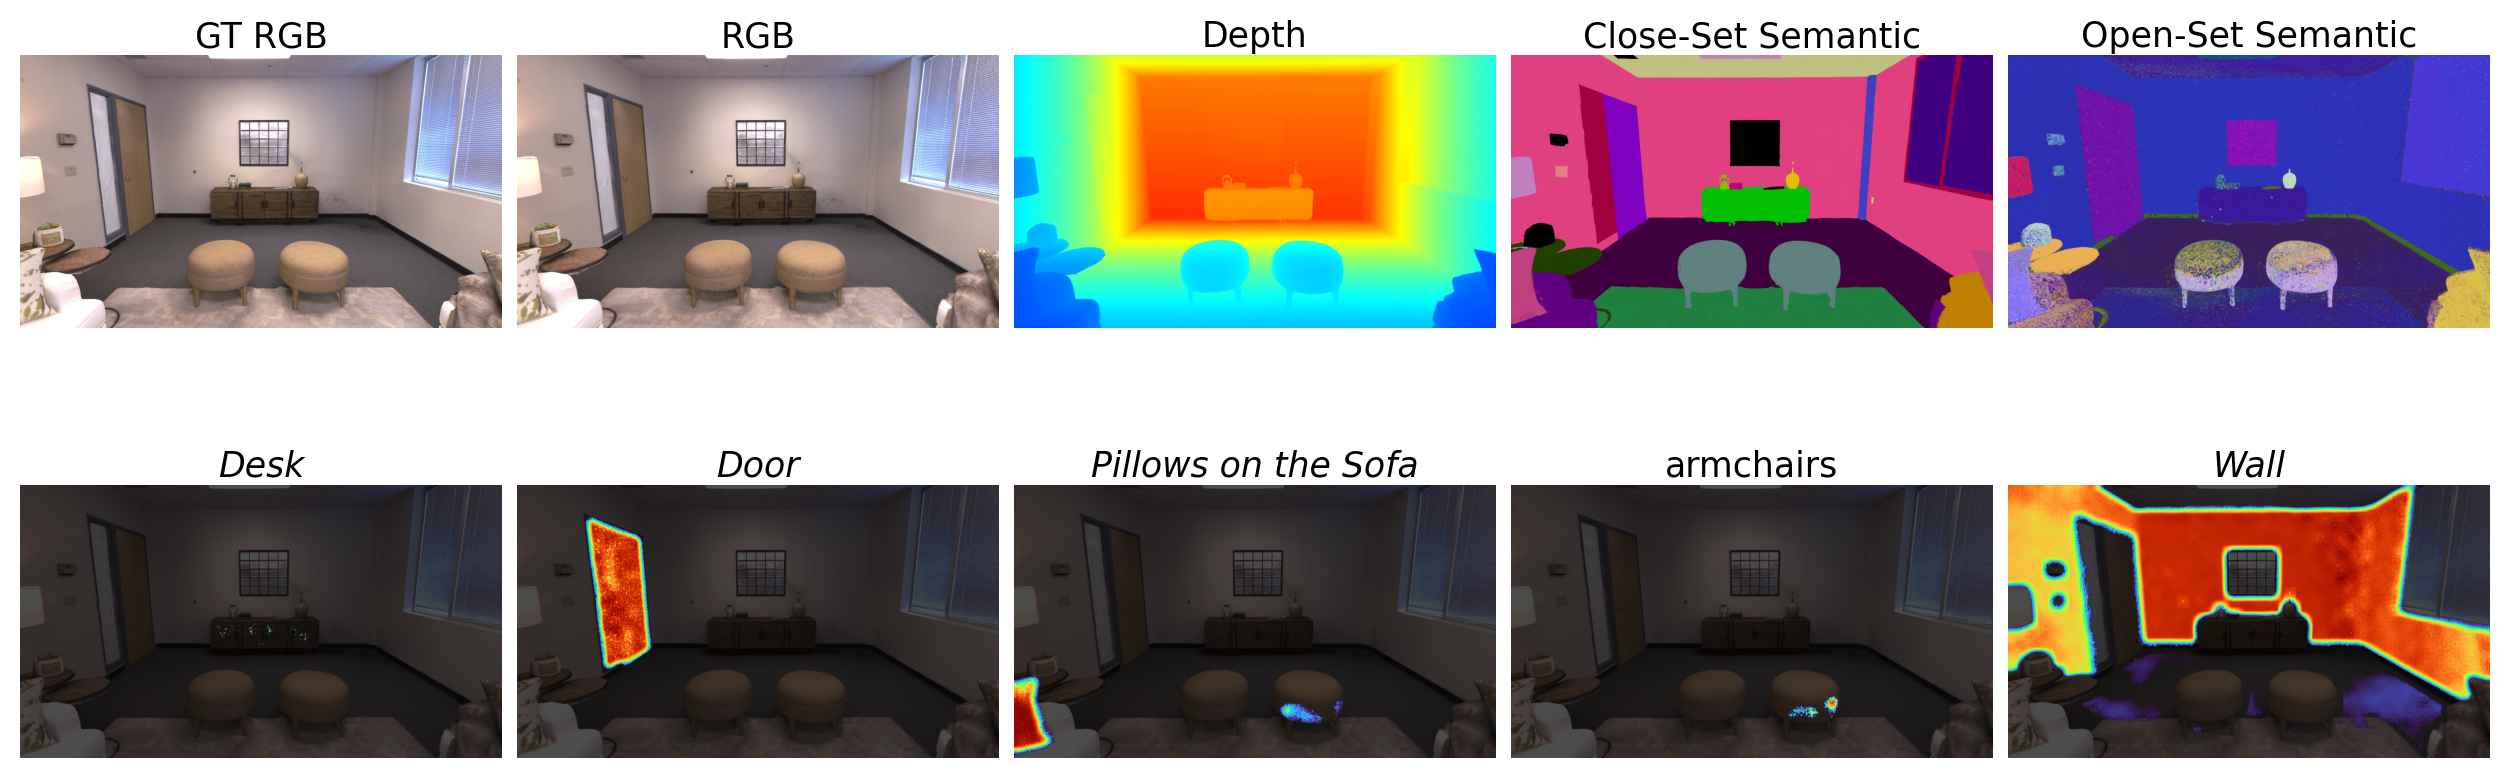 GT RGB
RGB
Depth
Close-Set Semantic
Open-Set Semantic
Desk
Door
Pillows on the Sofa
armchairs
Wall